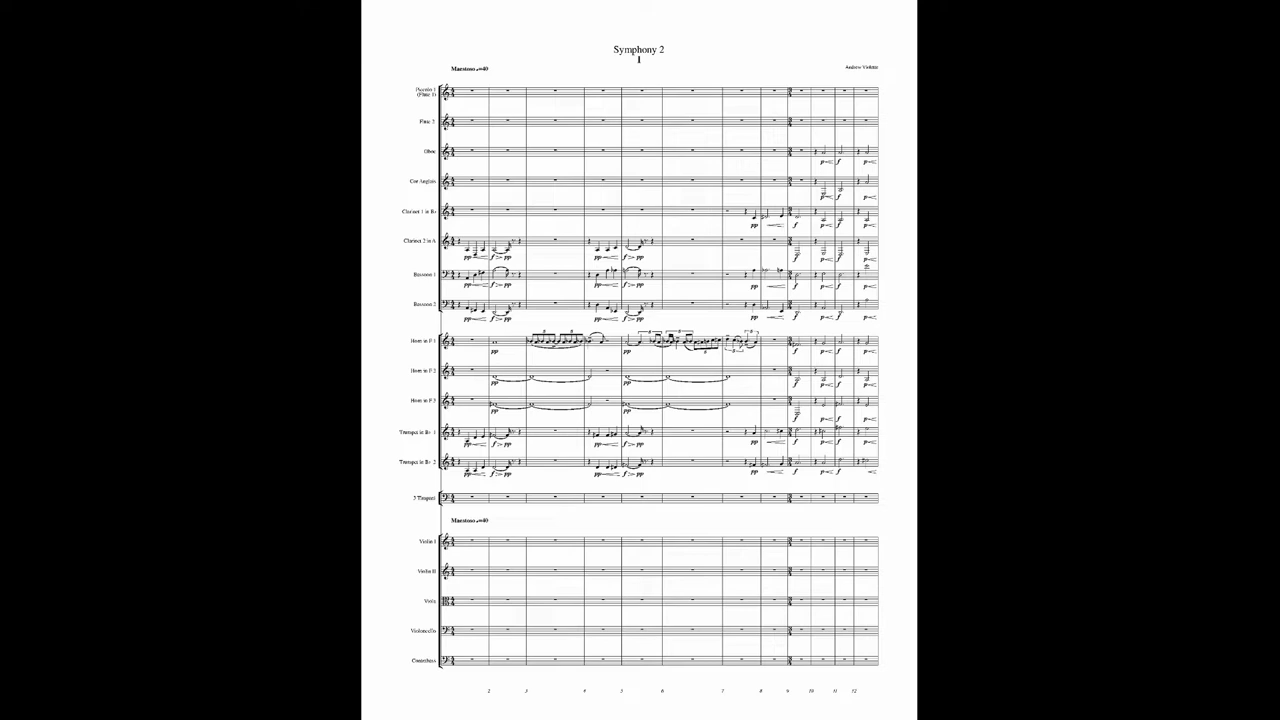 Symphony 2
I
Maestoso ♩=40
Andrew Violette
Piccolo 1
(Flute 1)
Flute 2
Oboe
Cor Anglais
Clarinet 1 in B♭
Clarinet 2 in A
Bassoon 1
Bassoon 2
Horn in F 1
Horn in F 2
Horn in F 3
Trumpet in B♭ 1
Trumpet in B♭ 2
3 Timpani
Maestoso ♩=40
Violin I
Violin II
Viola
Violoncello
Contrabass
2 3 4 5 6 7 8 9 10 11 12